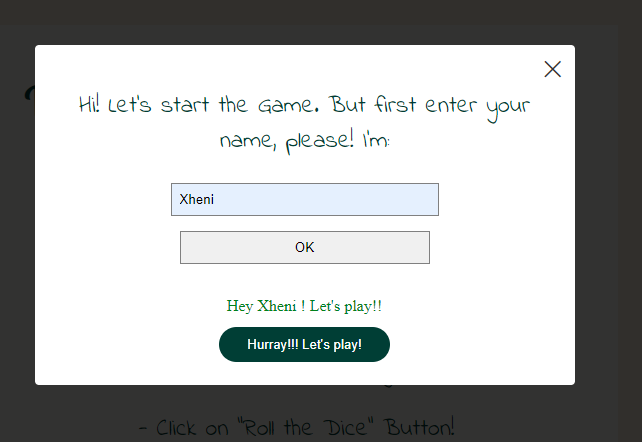 Hi! Let's start the Game. But first enter your
name, please! I'm:
Xheni
OK
Hey Xheni ! Let's play!!
Hurray!!! Let's play!
- Click on "Roll the Dice" Button!